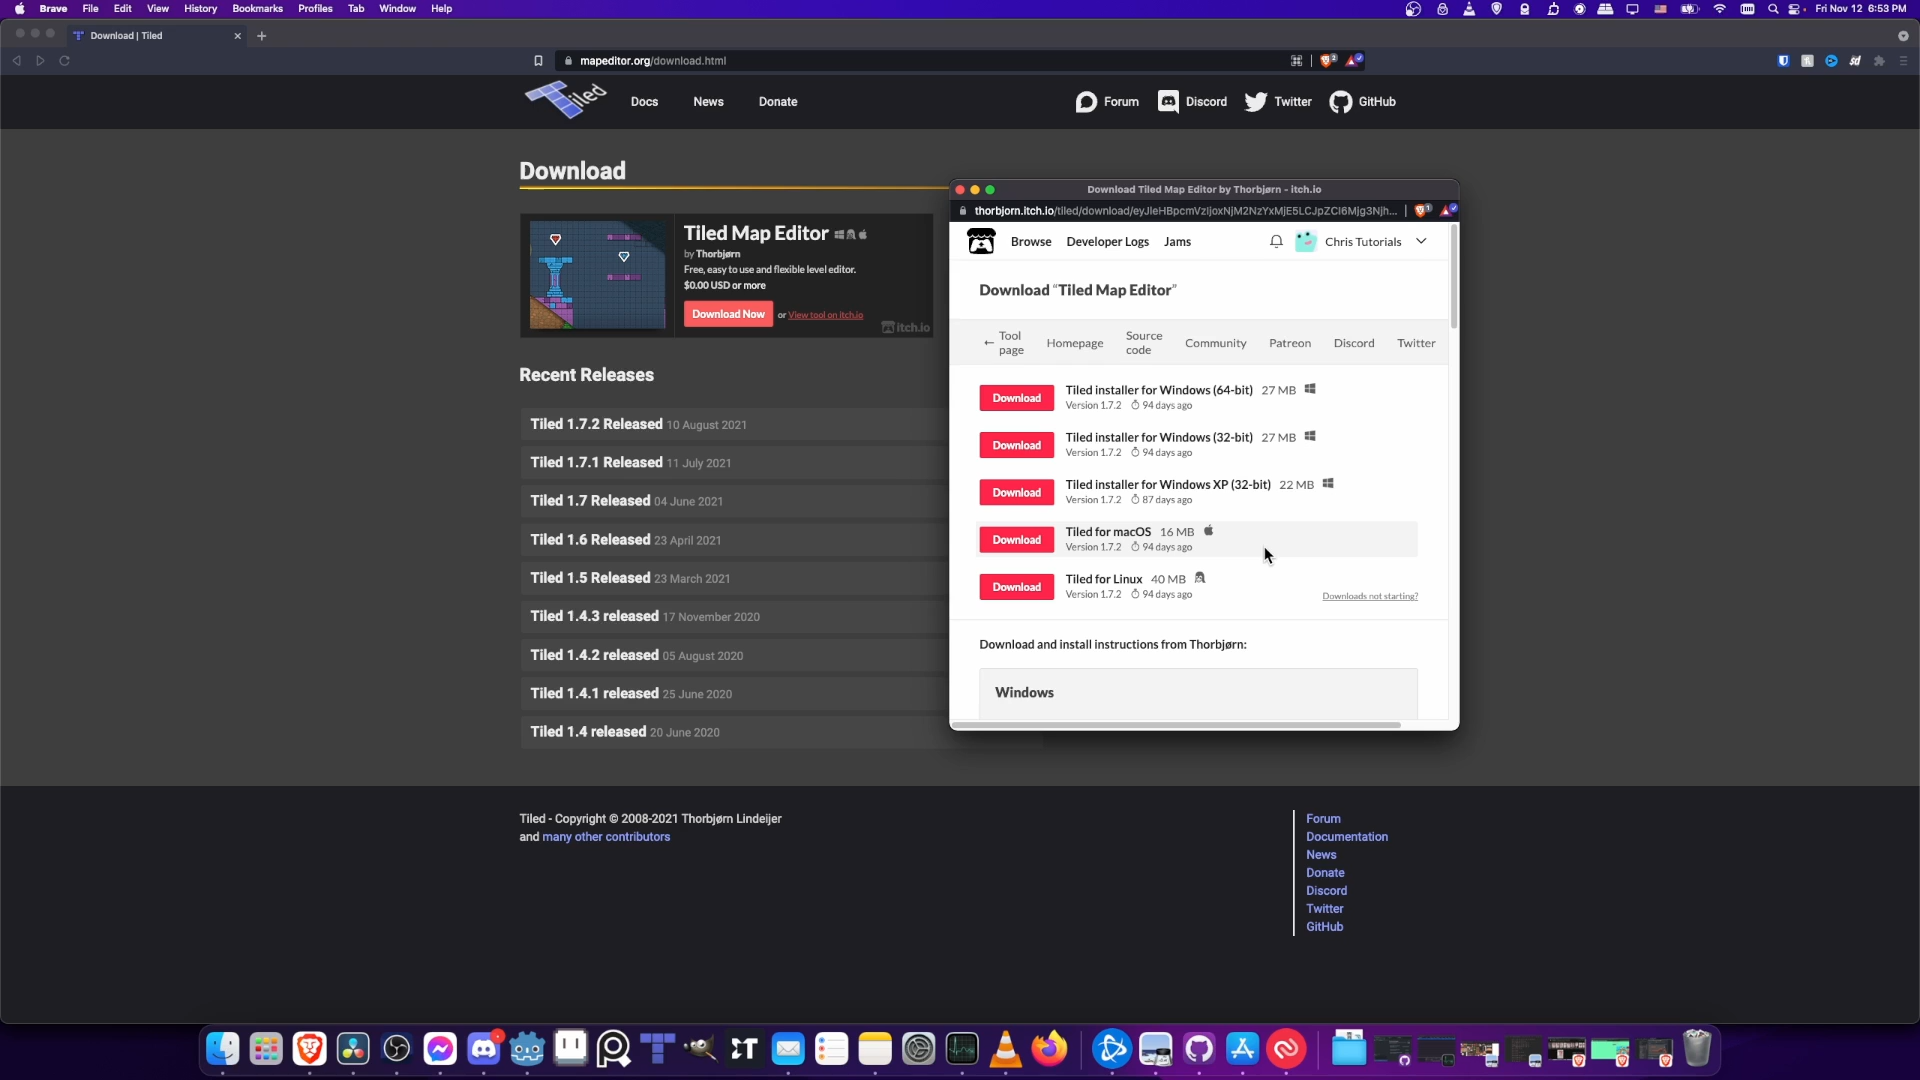 Brave File Edit View History Bookmarks Profiles Tab Window Help
Fri Nov 12 6:53 PM
Download | Tiled
mapeditor.org/download.html
Tiled
Docs
News
Donate
Forum
Discord
Twitter
GitHub
Download
Tiled Map Editor
by Thorbjørn
Free, easy to use and flexible level editor.
$0.00 USD or more
Download Now or View tool on itch.io
itch.io
Recent Releases
Tiled 1.7.2 Released 10 August 2021
Tiled 1.7.1 Released 11 July 2021
Tiled 1.7 Released 04 June 2021
Tiled 1.6 Released 23 April 2021
Tiled 1.5 Released 23 March 2021
Tiled 1.4.3 released 17 November 2020
Tiled 1.4.2 released 05 August 2020
Tiled 1.4.1 released 25 June 2020
Tiled 1.4 released 20 June 2020
Download Tiled Map Editor by Thorbjørn - itch.io
Browse Developer Logs Jams
Chris Tutorials
Download “Tiled Map Editor”
← Tool page
Homepage
Source code
Community
Patreon
Discord
Twitter
Download Tiled installer for Windows (64-bit) 27 MB
Version 1.7.2 94 days ago
Download Tiled installer for Windows (32-bit) 27 MB
Version 1.7.2 94 days ago
Download Tiled installer for Windows XP (32-bit) 22 MB
Version 1.7.2 87 days ago
Download Tiled for macOS 16 MB
Version 1.7.2 94 days ago
Download Tiled for Linux 40 MB
Version 1.7.2 94 days ago
Downloads not starting?
Download and install instructions from Thorbjørn:
Windows
Tiled - Copyright © 2008-2021 Thorbjørn Lindeijer
and many other contributors
Forum
Documentation
News
Donate
Discord
Twitter
GitHub